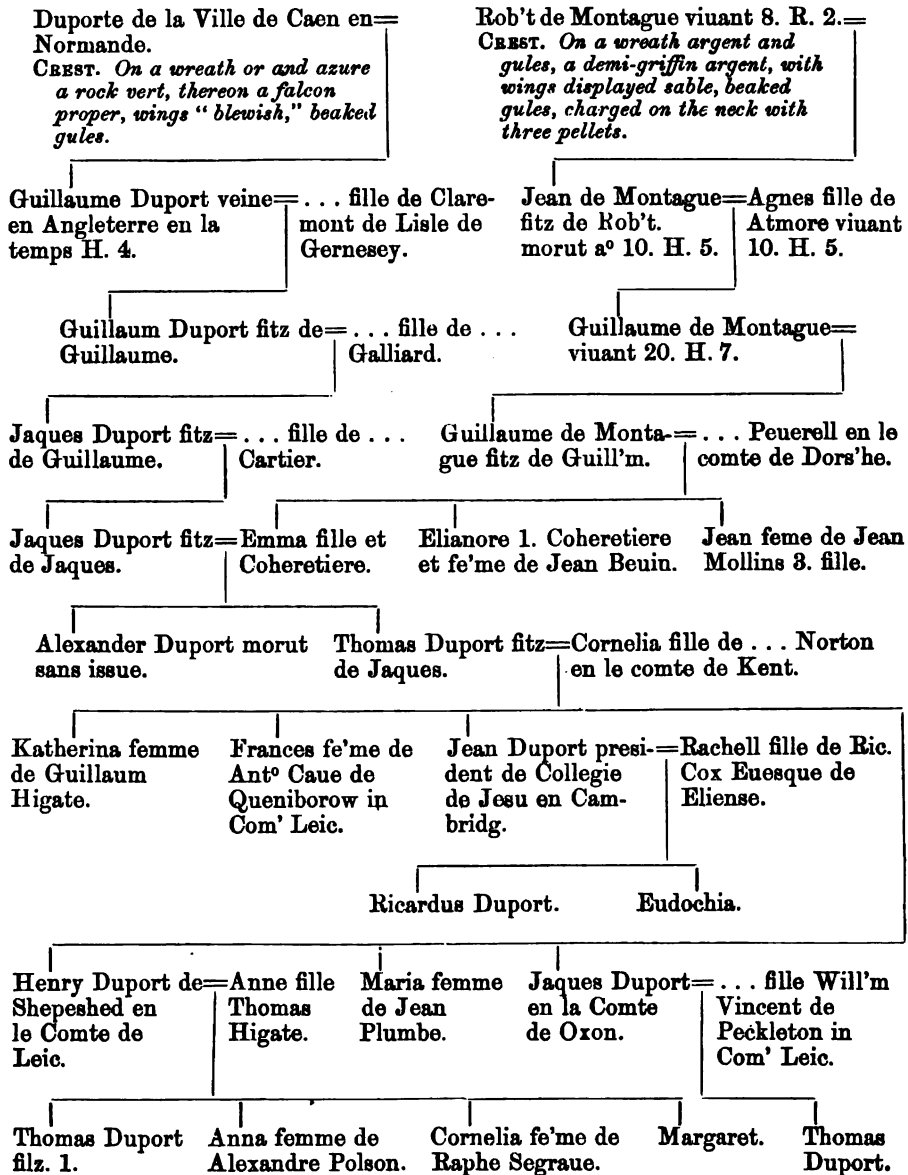 Duporte de la Ville de Caen en=
Normande.
CREST. On a wreath or and azure
a rock vert, thereon a falcon
proper, wings " blewish," beaked
gules.
Rob't de Montague viuant 8. R. 2.=
CREST. On a wreath argent and
gules, a demi-griffin argent, with
wings displayed sable, beaked
gules, charged on the neck with
three pellets.
Guillaume Duport veine=
en Angleterre en la
temps H. 4.
. . . fille de Clare-
mont de Lisle de
Gernesey.
Jean de Montague=
fitz de Rob't.
morut aº 10. H. 5.
Agnes fille de
Atmore viuant
10. H. 5.
Guillaum Duport fitz de=
Guillaume.
. . . fille de . . .
Galliard.
Guillaume de Montague=
viuant 20. H. 7.
Jaques Duport fitz=
de Guillaume.
. . . fille de . . .
Cartier.
Guillaume de Monta-=
gue fitz de Guill'm.
. . . Peuerell en le
comte de Dors'he.
Jaques Duport fitz=
de Jaques.
Emma fille et
Coheretiere.
Elianore 1. Coheretiere
et fe'me de Jean Beuin.
Jean feme de Jean
Mollins 3. fille.
Alexander Duport morut
sans issue.
Thomas Duport fitz=
de Jaques.
Cornelia fille de . . . Norton
en le comte de Kent.
Katherina femme
de Guillaum
Higate.
Frances fe'me de
Antº Caue de
Queniborow in
Com' Leic.
Jean Duport presi-=
dent de Collegie
de Jesu en Cam-
bridg.
Rachell fille de Ric.
Cox Euesque de
Eliense.
Ricardus Duport.
Eudochia.
Henry Duport de=
Shepeshed en
le Comte de
Leic.
Anne fille
Thomas
Higate.
Maria femme
de Jean
Plumbe.
Jaques Duport=
en la Comte
de Oxon.
. . . fille Will'm
Vincent de
Peckleton in
Com' Leic.
Thomas Duport
filz. 1.
Anna femme de
Alexandre Polson.
Cornelia fe'me de
Raphe Segraue.
Margaret.
Thomas
Duport.